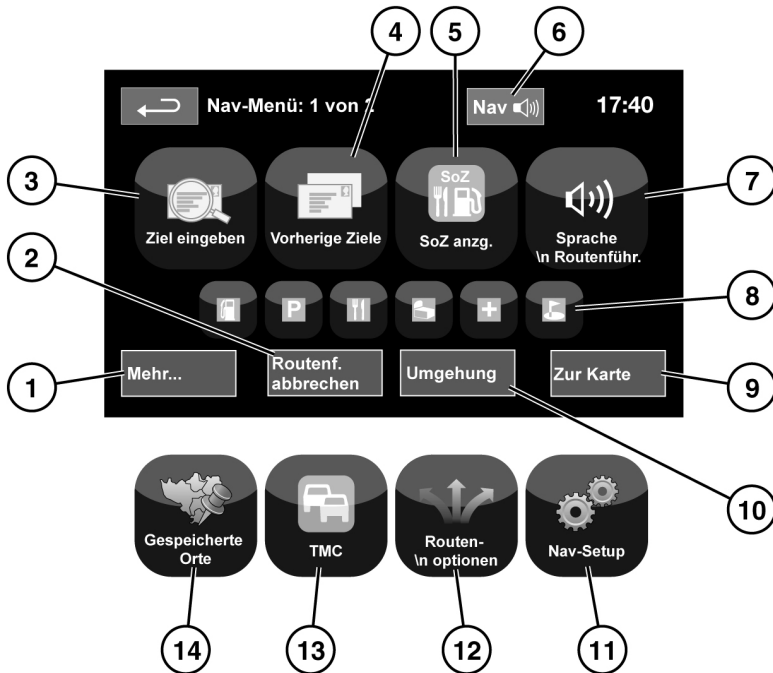 4
5
6
Nav-Menü: 1 von 2
Nav
17:40
3
7
SoZ
Ziel eingeben
Vorherige Ziele
SoZ anzg.
Sprache
\n Routenführ.
2
P
8
1
Mehr...
Routenf.
abbrechen
Umgehung
Zur Karte
9
10
Gespeicherte
Orte
TMC
Routen-
\n optionen
Nav-Setup
14
13
12
11